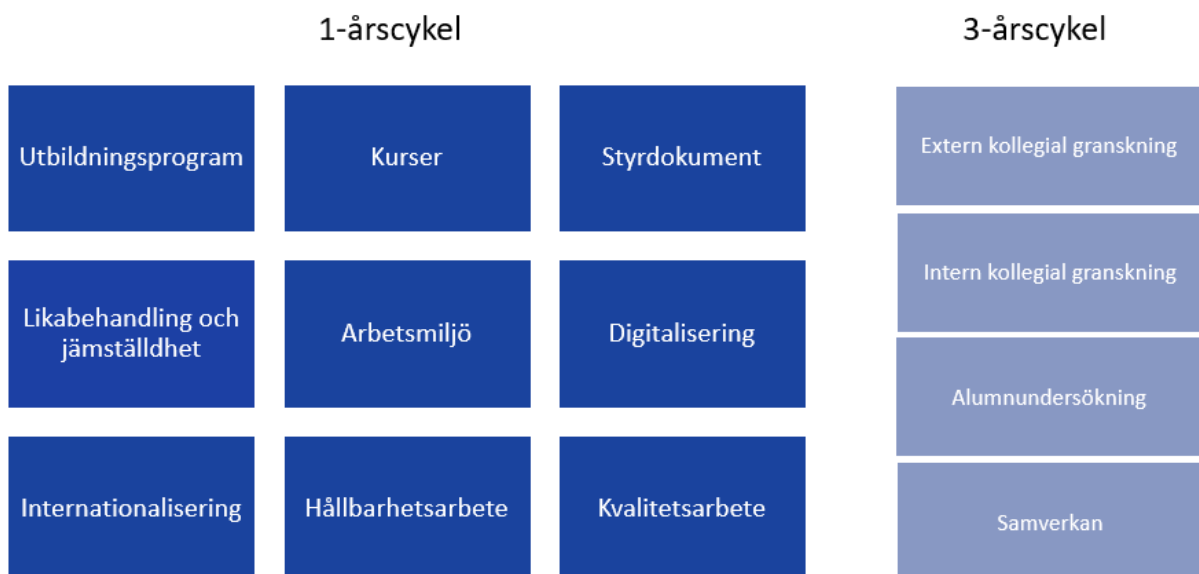 1-årscykel
3-årscykel
Utbildningsprogram
Kurser
Styrdokument
Likabehandling och
jämställdhet
Arbetsmiljö
Digitalisering
Internationalisering
Hållbarhetsarbete
Kvalitetsarbete
Extern kollegial granskning
Intern kollegial granskning
Alumnundersökning
Samverkan